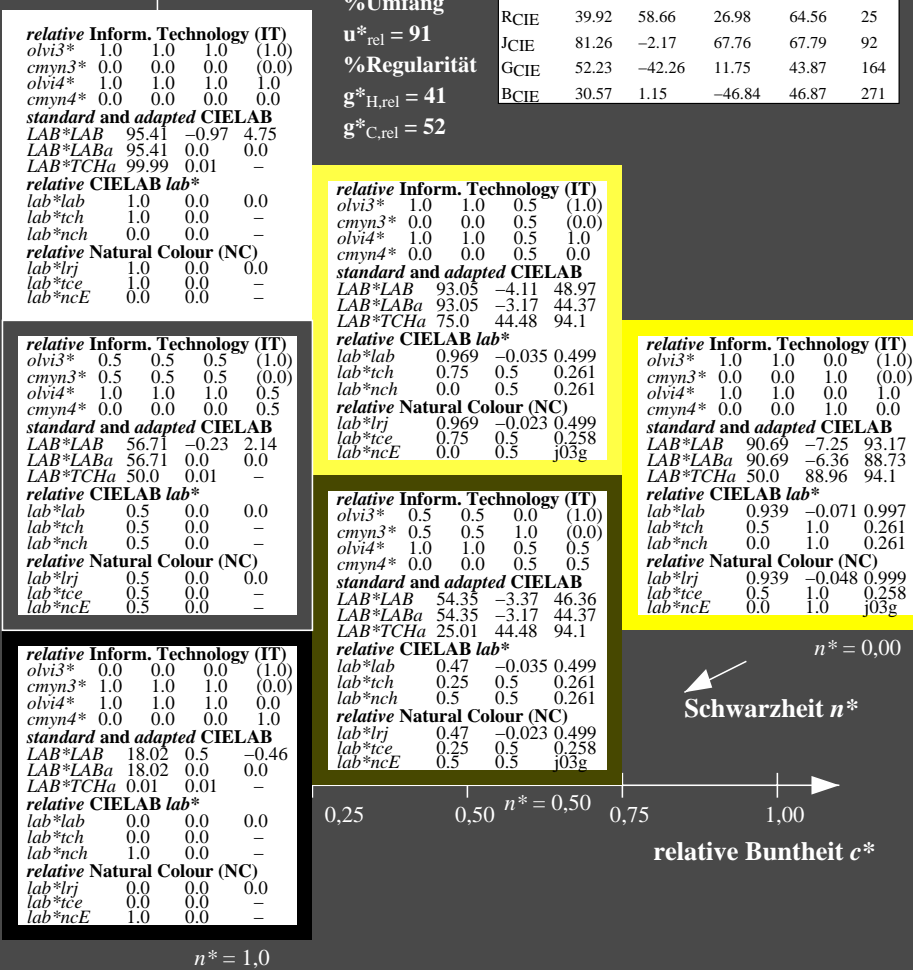 %Umfang
u*rel = 91
%Regularität
g*H,rel = 41
g*C,rel = 52
RCIE 39.92 58.66 26.98 64.56 25
JCIE 81.26 −2.17 67.76 67.79 92
GCIE 52.23 −42.26 11.75 43.87 164
BCIE 30.57 1.15 −46.84 46.87 271
relative Inform. Technology (IT)
olvi3* 1.0 1.0 1.0 (1.0)
cmyn3* 0.0 0.0 0.0 (0.0)
olvi4* 1.0 1.0 1.0 1.0
cmyn4* 0.0 0.0 0.0 0.0
standard and adapted CIELAB
LAB*LAB 95.41 −0.97 4.75
LAB*LABa 95.41 0.0 0.0
LAB*TCHa 99.99 0.01 –
relative CIELAB lab*
lab*lab 1.0 0.0 0.0
lab*tch 1.0 0.0 –
lab*nch 0.0 0.0 –
relative Natural Colour (NC)
lab*lrj 1.0 0.0 0.0
lab*tce 1.0 0.0 –
lab*ncE 0.0 0.0 –
relative Inform. Technology (IT)
olvi3* 1.0 1.0 0.5 (1.0)
cmyn3* 0.0 0.0 0.5 (0.0)
olvi4* 1.0 1.0 0.5 1.0
cmyn4* 0.0 0.0 0.5 0.0
standard and adapted CIELAB
LAB*LAB 93.05 −4.11 48.97
LAB*LABa 93.05 −3.17 44.37
LAB*TCHa 75.0 44.48 94.1
relative CIELAB lab*
lab*lab 0.969 −0.035 0.499
lab*tch 0.75 0.5 0.261
lab*nch 0.0 0.5 0.261
relative Natural Colour (NC)
lab*lrj 0.969 −0.023 0.499
lab*tce 0.75 0.5 0.258
lab*ncE 0.0 0.5 j03g
relative Inform. Technology (IT)
olvi3* 0.5 0.5 0.5 (1.0)
cmyn3* 0.5 0.5 0.5 (0.0)
olvi4* 1.0 1.0 1.0 0.5
cmyn4* 0.0 0.0 0.0 0.5
standard and adapted CIELAB
LAB*LAB 56.71 −0.23 2.14
LAB*LABa 56.71 0.0 0.0
LAB*TCHa 50.0 0.01 –
relative CIELAB lab*
lab*lab 0.5 0.0 0.0
lab*tch 0.5 0.0 –
lab*nch 0.5 0.0 –
relative Natural Colour (NC)
lab*lrj 0.5 0.0 0.0
lab*tce 0.5 0.0 –
lab*ncE 0.5 0.0 –
relative Inform. Technology (IT)
olvi3* 1.0 1.0 0.0 (1.0)
cmyn3* 0.0 0.0 1.0 (0.0)
olvi4* 1.0 1.0 0.0 1.0
cmyn4* 0.0 0.0 1.0 0.0
standard and adapted CIELAB
LAB*LAB 90.69 −7.25 93.17
LAB*LABa 90.69 −6.36 88.73
LAB*TCHa 50.0 88.96 94.1
relative CIELAB lab*
lab*lab 0.939 −0.071 0.997
lab*tch 0.5 1.0 0.261
lab*nch 0.0 1.0 0.261
relative Natural Colour (NC)
lab*lrj 0.939 −0.048 0.999
lab*tce 0.5 1.0 0.258
lab*ncE 0.0 1.0 j03g
relative Inform. Technology (IT)
olvi3* 0.5 0.5 0.0 (1.0)
cmyn3* 0.5 0.5 1.0 (0.0)
olvi4* 1.0 1.0 0.5 0.5
cmyn4* 0.0 0.0 0.5 0.5
standard and adapted CIELAB
LAB*LAB 54.35 −3.37 46.36
LAB*LABa 54.35 −3.17 44.37
LAB*TCHa 25.01 44.48 94.1
relative CIELAB lab*
lab*lab 0.47 −0.035 0.499
lab*tch 0.25 0.5 0.261
lab*nch 0.5 0.5 0.261
relative Natural Colour (NC)
lab*lrj 0.47 −0.023 0.499
lab*tce 0.25 0.5 0.258
lab*ncE 0.5 0.5 j03g
n* = 0,00
Schwarzheit n*
relative Inform. Technology (IT)
olvi3* 0.0 0.0 0.0 (1.0)
cmyn3* 1.0 1.0 1.0 (0.0)
olvi4* 1.0 1.0 1.0 0.0
cmyn4* 0.0 0.0 0.0 1.0
standard and adapted CIELAB
LAB*LAB 18.02 0.5 −0.46
LAB*LABa 18.02 0.0 0.0
LAB*TCHa 0.01 0.01 –
relative CIELAB lab*
lab*lab 0.0 0.0 0.0
lab*tch 0.0 0.0 –
lab*nch 1.0 0.0 –
relative Natural Colour (NC)
lab*lrj 0.0 0.0 0.0
lab*tce 0.0 0.0 –
lab*ncE 1.0 0.0 –
n* = 0,50
0,25 0,50 0,75 1,00
relative Buntheit c*
n* = 1,0